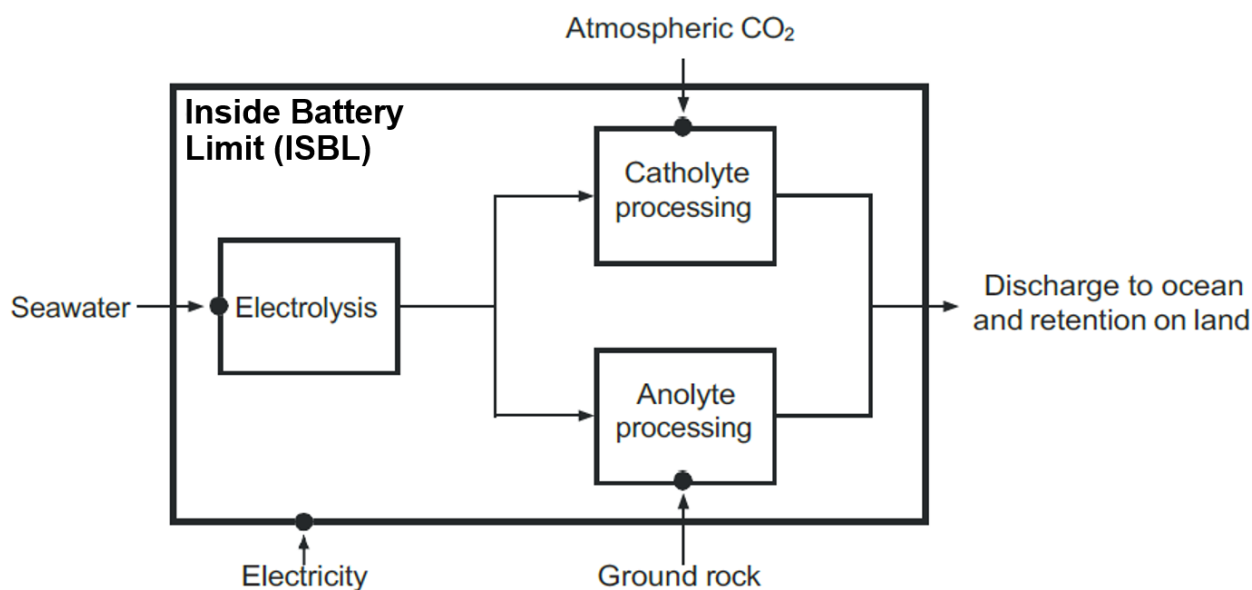 Atmospheric CO₂
Inside Battery
Limit (ISBL)
Catholyte
processing
Seawater
Electrolysis
Discharge to ocean
and retention on land
Anolyte
processing
Electricity
Ground rock